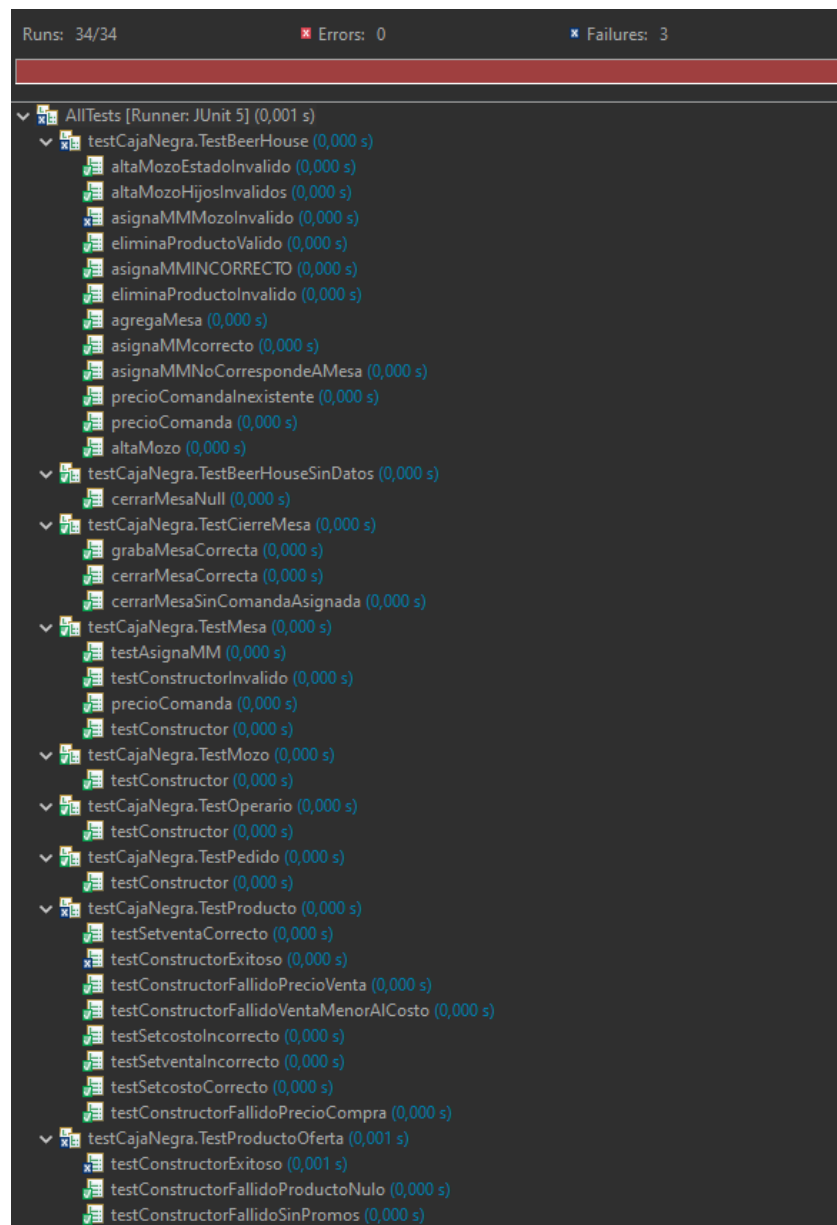 Runs: 34/34 Errors: 0 Failures: 3
AllTests [Runner: JUnit 5] (0,001 s)
testCajaNegra.TestBeerHouse (0,000 s)
altaMozoEstadoInvalido (0,000 s)
altaMozoHijosInvalidos (0,000 s)
asignaMMMozoInvalido (0,000 s)
eliminaProductoValido (0,000 s)
asignaMMINCORRECTO (0,000 s)
eliminaProductoInvalido (0,000 s)
agregaMesa (0,000 s)
asignaMMcorrecto (0,000 s)
asignaMMNoCorrespondeAMesa (0,000 s)
precioComandaInexistente (0,000 s)
precioComanda (0,000 s)
altaMozo (0,000 s)
testCajaNegra.TestBeerHouseSinDatos (0,000 s)
cerrarMesaNull (0,000 s)
testCajaNegra.TestCierreMesa (0,000 s)
grabaMesaCorrecta (0,000 s)
cerrarMesaCorrecta (0,000 s)
cerrarMesaSinComandaAsignada (0,000 s)
testCajaNegra.TestMesa (0,000 s)
testAsignaMM (0,000 s)
testConstructorInvalido (0,000 s)
precioComanda (0,000 s)
testConstructor (0,000 s)
testCajaNegra.TestMozo (0,000 s)
testConstructor (0,000 s)
testCajaNegra.TestOperario (0,000 s)
testConstructor (0,000 s)
testCajaNegra.TestPedido (0,000 s)
testConstructor (0,000 s)
testCajaNegra.TestProducto (0,000 s)
testSetventaCorrecto (0,000 s)
testConstructorExitoso (0,000 s)
testConstructorFallidoPrecioVenta (0,000 s)
testConstructorFallidoVentaMenorAlCosto (0,000 s)
testSetcostoIncorrecto (0,000 s)
testSetventaIncorrecto (0,000 s)
testSetcostoCorrecto (0,000 s)
testConstructorFallidoPrecioCompra (0,000 s)
testCajaNegra.TestProductoOferta (0,001 s)
testConstructorExitoso (0,001 s)
testConstructorFallidoProductoNulo (0,000 s)
testConstructorFallidoSinPromos (0,000 s)